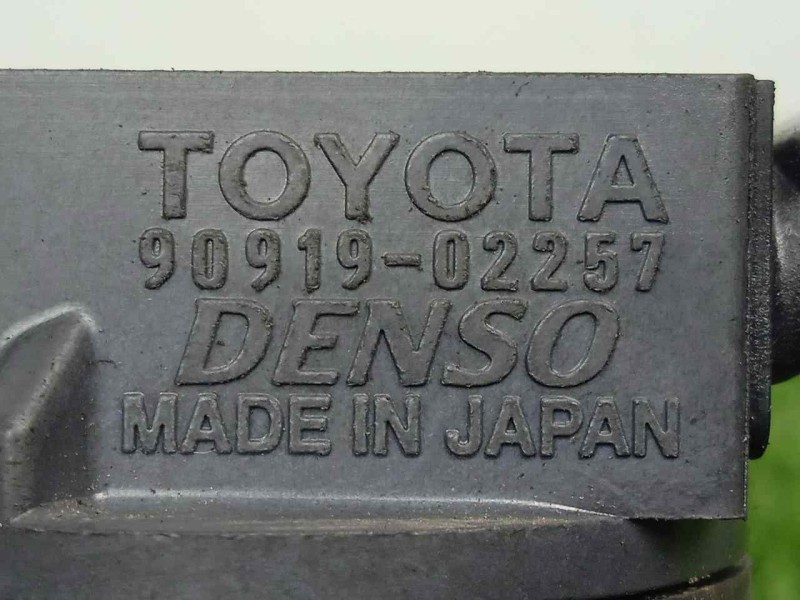 TOYOTA
90919-02257
DENSO
MADE IN JAPAN